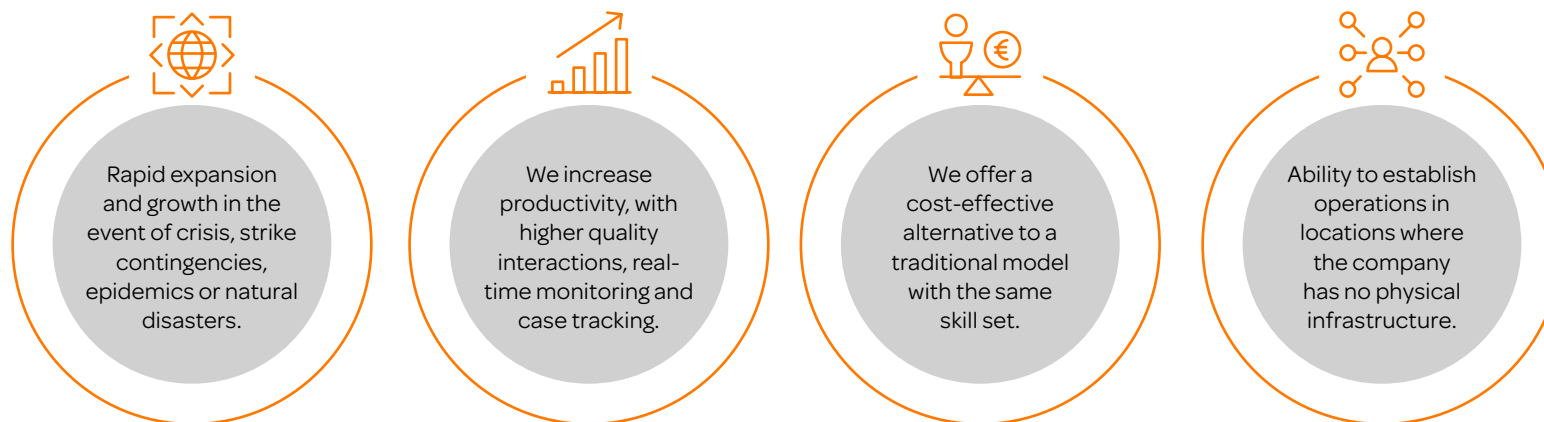 €
Rapid expansion
and growth in the
event of crisis, strike
contingencies,
epidemics or natural
disasters.
We increase
productivity, with
higher quality
interactions, real-
time monitoring and
case tracking.
We offer a
cost-effective
alternative to a
traditional model
with the same
skill set.
Ability to establish
operations in
locations where
the company
has no physical
infrastructure.